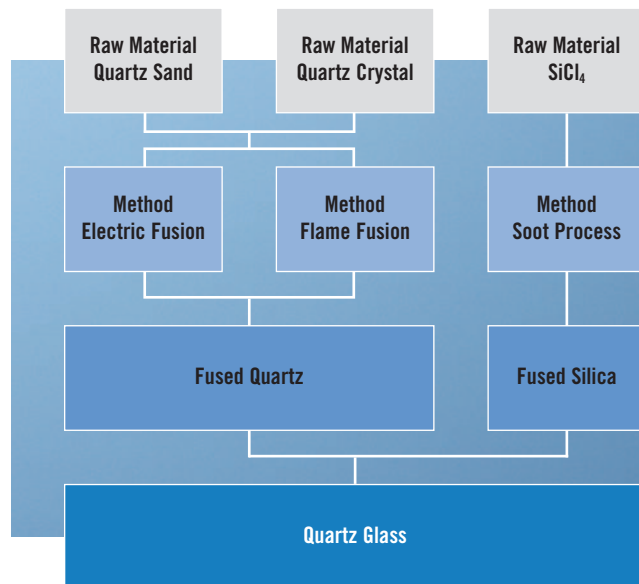 Raw Material
Quartz Sand
Raw Material
Quartz Crystal
Raw Material
SiCl₄
Method
Electric Fusion
Method
Flame Fusion
Method
Soot Process
Fused Quartz
Fused Silica
Quartz Glass